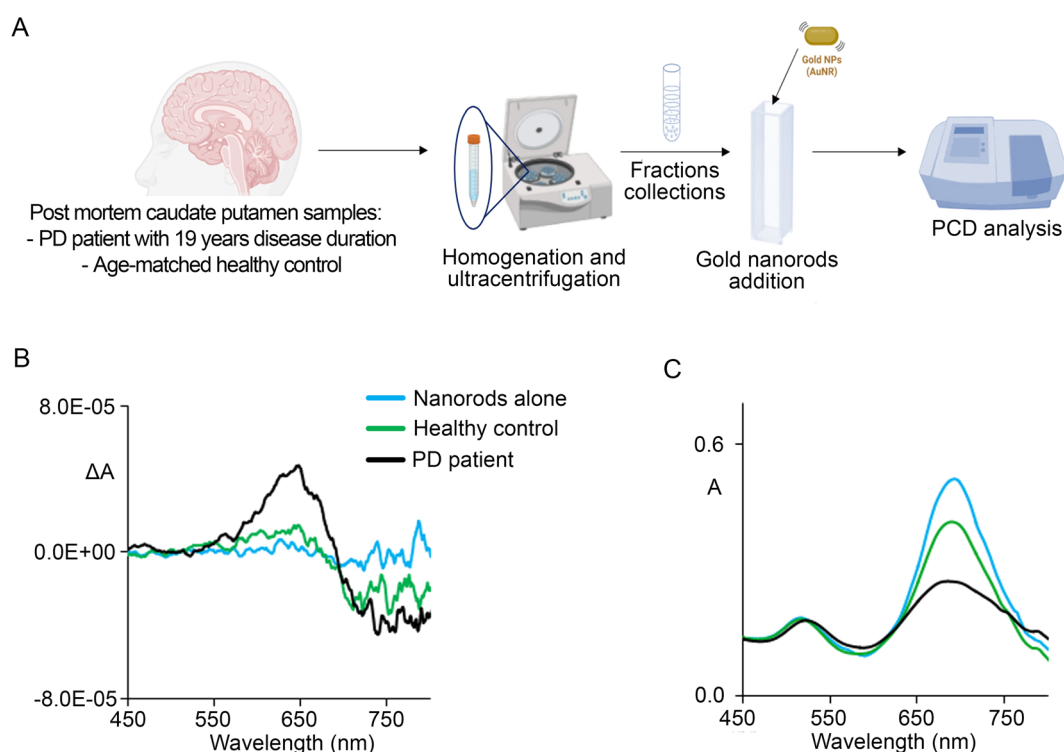 A
Gold NPs
(AuNR)
Fractions
collections
Post mortem caudate putamen samples:
- PD patient with 19 years disease duration
- Age-matched healthy control
Homogenation and
ultracentrifugation
Gold nanorods
addition
PCD analysis
B
8.0E-05
ΔA
0.0E+00
-8.0E-05
450 550 650 750
Wavelength (nm)
Nanorods alone
Healthy control
PD patient
C
0.6
A
0.0
450 550 650 750
Wavelength (nm)